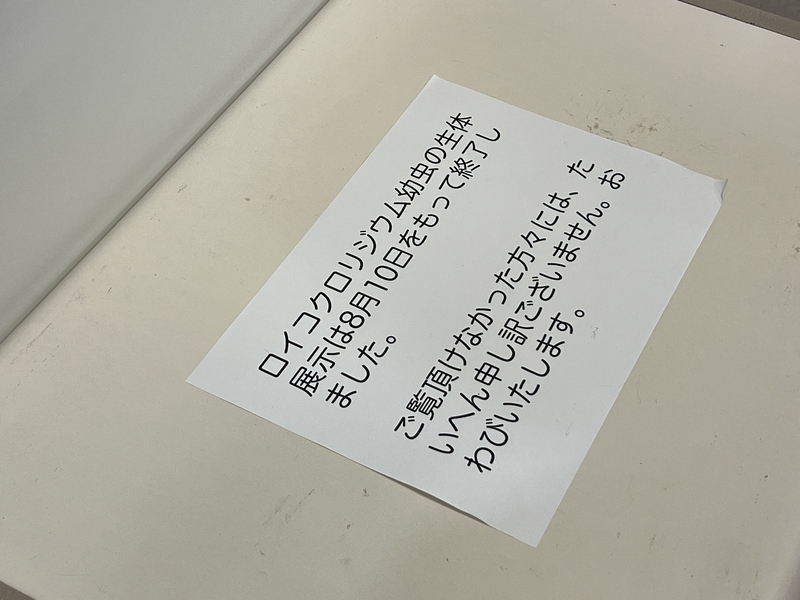 ロイコクロリジウム幼虫の生体
展示は8月10日をもって終了し
ました。
ご覧頂けなかった方々には、た
いへん申し訳ございません。お
わびいたします。